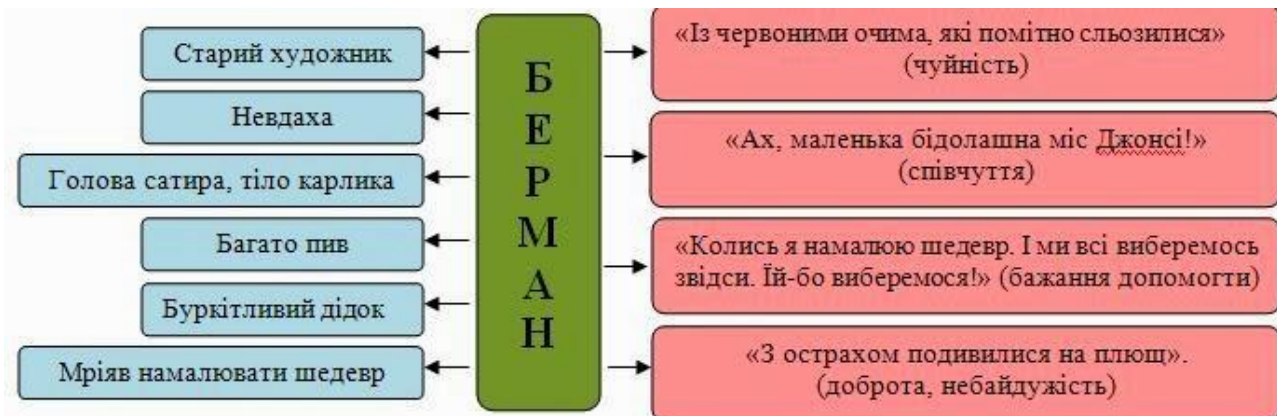 Старий художник
Невдаха
Голова сатира, тіло карлика
Багато пив
Буркітливий дідок
Мріяв намалювати шедевр
БЕРМАН
«Із червоними очима, які помітно сльозилися»
(чуйність)
«Ах, маленька бідолашна міс Джонсі!»
(співчуття)
«Колись я намалюю шедевр. І ми всі виберемось
звідси. Їй-бо виберемося!» (бажання допомогти)
«З острахом подивилися на плющ».
(доброта, небайдужість)